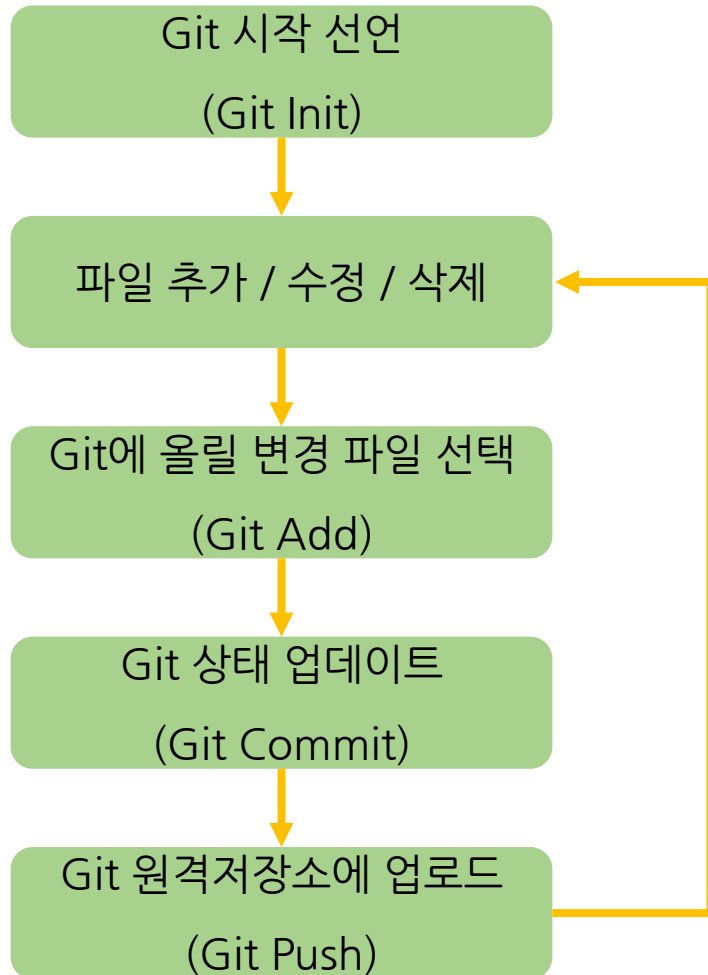 Git 시작 선언
(Git Init)
파일 추가 / 수정 / 삭제
Git에 올릴 변경 파일 선택
(Git Add)
Git 상태 업데이트
(Git Commit)
Git 원격저장소에 업로드
(Git Push)